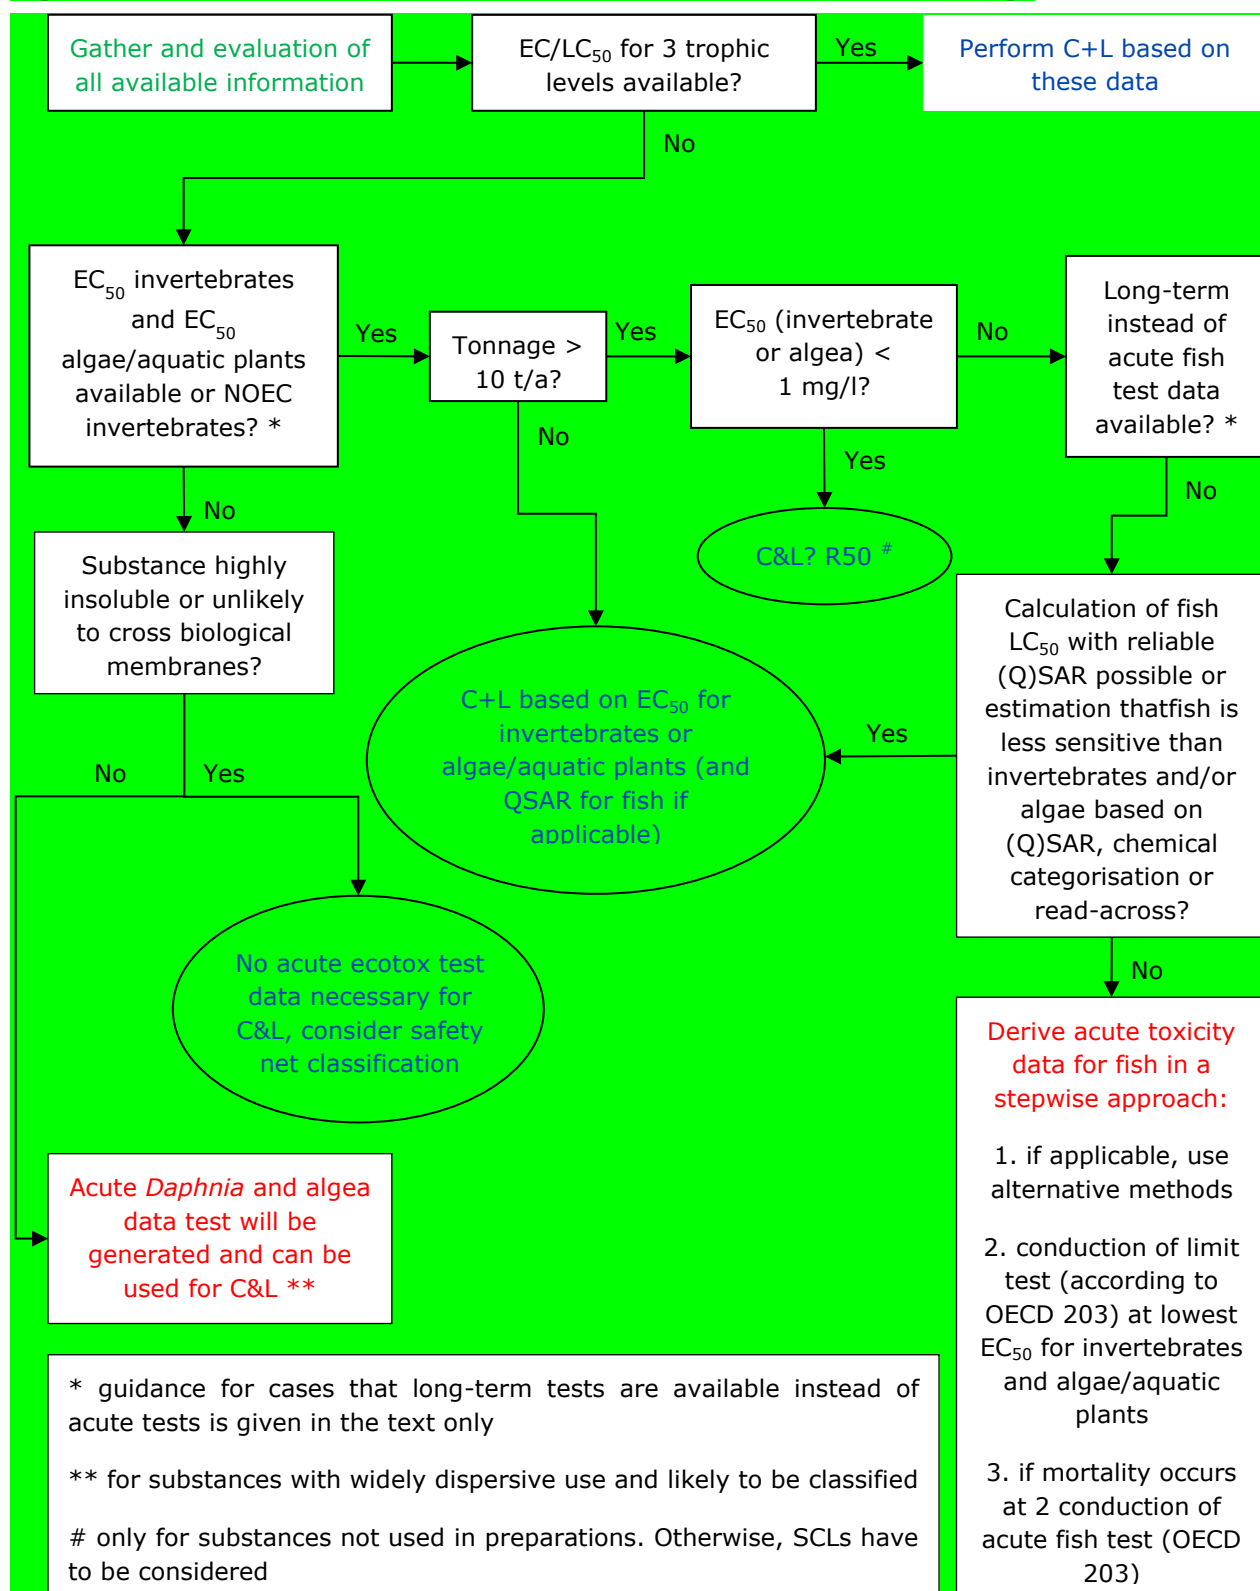 Gather and evaluation of
all available information
EC/LC₅₀ for 3 trophic
levels available?
Yes
Perform C+L based on
these data
No
EC₅₀ invertebrates
and EC₅₀
algae/aquatic plants
available or NOEC
invertebrates? *
Yes
Tonnage >
10 t/a?
Yes
EC₅₀ (invertebrate
or algea) <
1 mg/l?
No
Long-term
instead of
acute fish
test data
available? *
No
No
Yes
No
C&L? R50 #
Substance highly
insoluble or unlikely
to cross biological
membranes?
Calculation of fish
LC₅₀ with reliable
(Q)SAR possible or
estimation thatfish is
less sensitive than
invertebrates and/or
algae based on
(Q)SAR, chemical
categorisation or
read-across?
C+L based on EC₅₀ for
invertebrates or
algae/aquatic plants (and
QSAR for fish if
applicable)
Yes
No
Yes
No acute ecotox test
data necessary for
C&L, consider safety
net classification
No
Derive acute toxicity
data for fish in a
stepwise approach:
1. if applicable, use
alternative methods
2. conduction of limit
test (according to
OECD 203) at lowest
EC₅₀ for invertebrates
and algae/aquatic
plants
3. if mortality occurs
at 2 conduction of
acute fish test (OECD
203)
Acute Daphnia and algea
data test will be
generated and can be
used for C&L **
* guidance for cases that long-term tests are available instead of
acute tests is given in the text only
** for substances with widely dispersive use and likely to be classified
# only for substances not used in preparations. Otherwise, SCLs have
to be considered